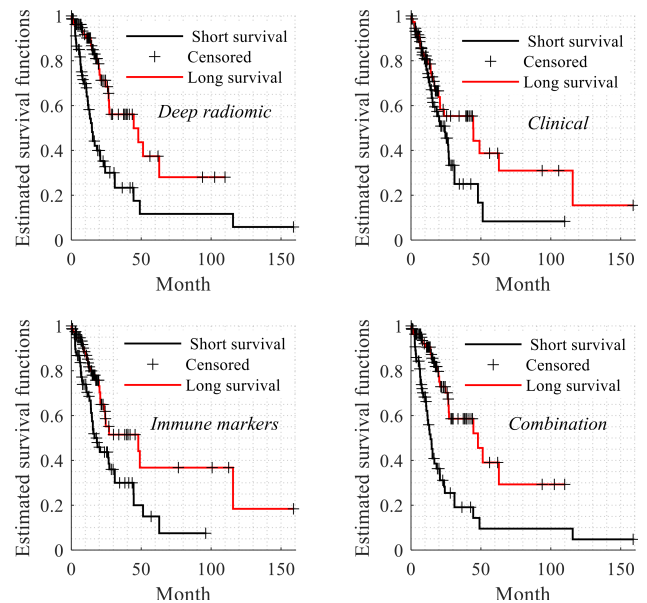 Estimated survival functions
1
0.8
0.6
0.4
0.2
0
Short survival
Censored
Long survival
Deep radiomic
0 50 100 150
Month
Estimated survival functions
1
0.8
0.6
0.4
0.2
0
Short survival
Censored
Long survival
Clinical
0 50 100 150
Month
Estimated survival functions
1
0.8
0.6
0.4
0.2
0
Short survival
Censored
Long survival
Immune markers
0 50 100 150
Month
Estimated survival functions
1
0.8
0.6
0.4
0.2
0
Short survival
Censored
Long survival
Combination
0 50 100 150
Month